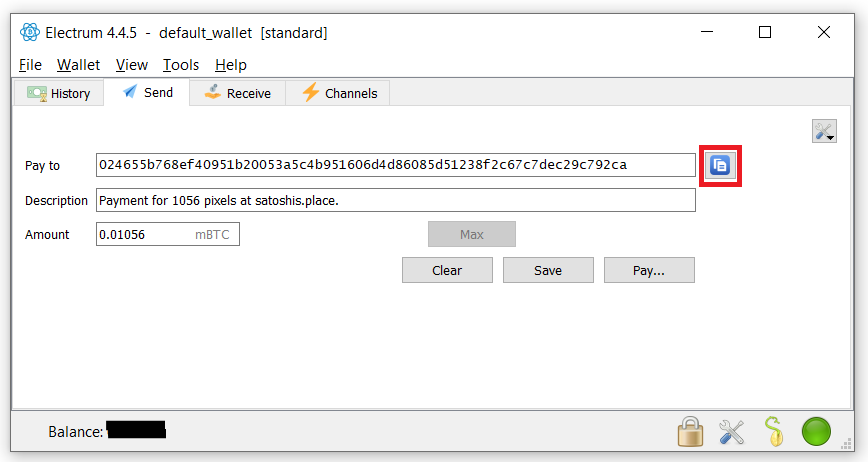 Electrum 4.4.5 - default_wallet [standard]
File Wallet View Tools Help
History Send Receive Channels
Pay to 024655b768ef40951b20053a5c4b951606d4d86085d51238f2c67c7dec29c792ca
Description Payment for 1056 pixels at satoshis.place.
Amount 0.01056 mBTC Max
Clear Save Pay...
Balance: